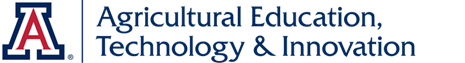 A®
Agricultural Education,
Technology & Innovation